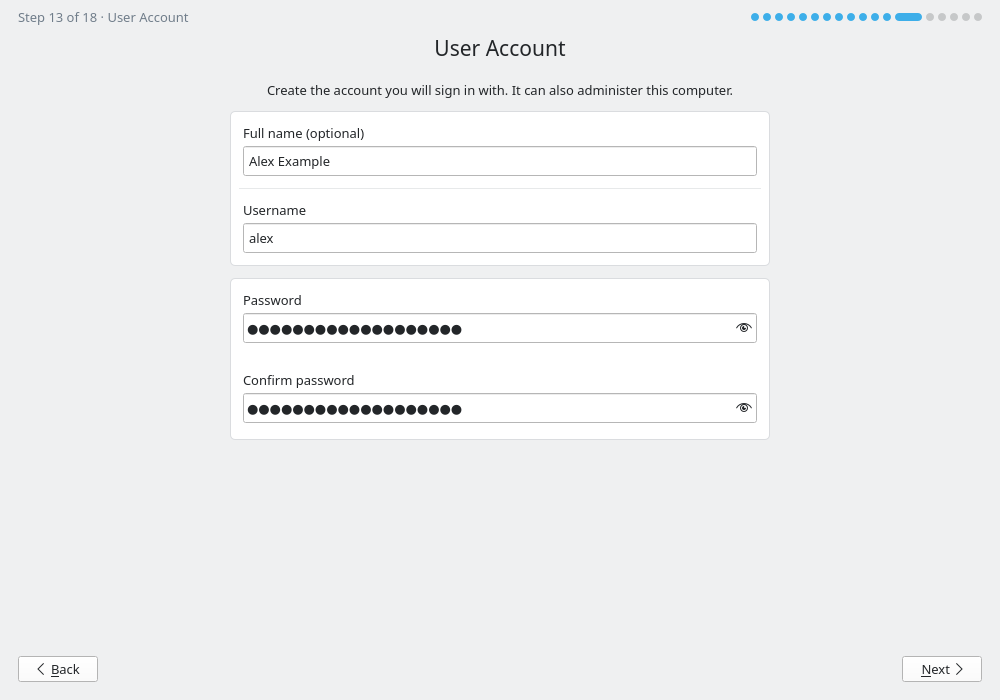 Step 13 of 18 · User Account
User Account
Create the account you will sign in with. It can also administer this computer.
Full name (optional)
Alex Example
Username
alex
Password
●●●●●●●●●●●●●●●●●●●
Confirm password
●●●●●●●●●●●●●●●●●●●
Back
Next